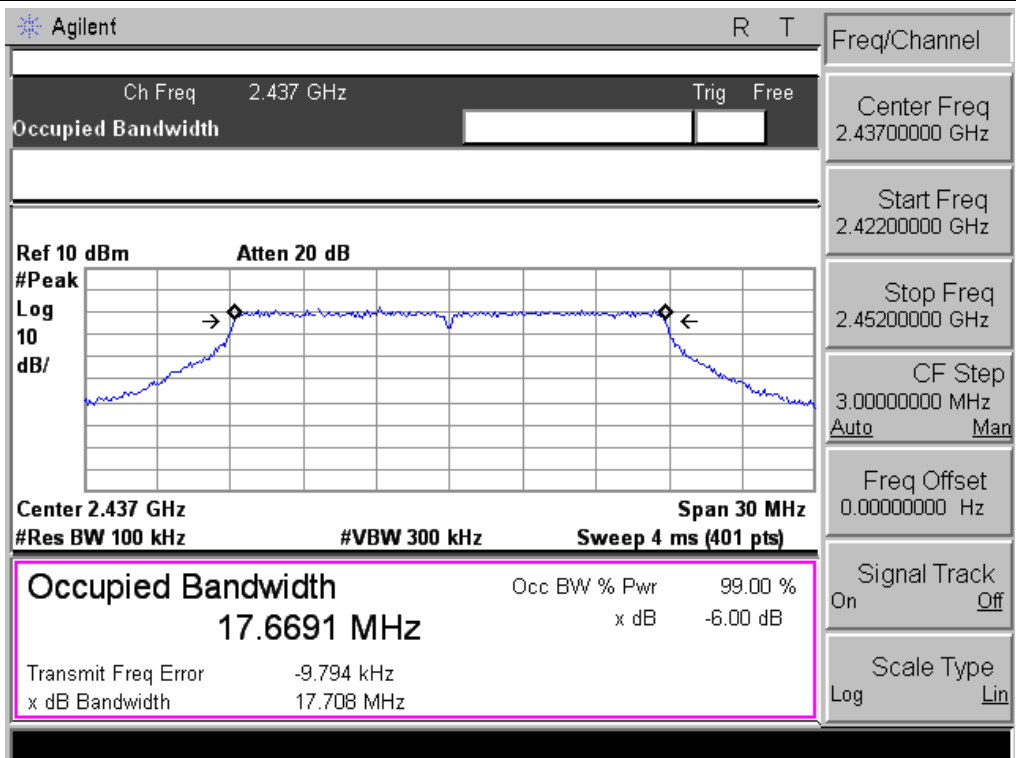 Agilent R T
Ch Freq 2.437 GHz Trig Free
Occupied Bandwidth
Ref 10 dBm Atten 20 dB
#Peak
Log
10
dB/
Center 2.437 GHz Span 30 MHz
#Res BW 100 kHz #VBW 300 kHz Sweep 4 ms (401 pts)
Occupied Bandwidth
17.6691 MHz
Occ BW % Pwr 99.00 %
x dB -6.00 dB
Transmit Freq Error -9.794 kHz
x dB Bandwidth 17.708 MHz
Freq/Channel
Center Freq
2.43700000 GHz
Start Freq
2.42200000 GHz
Stop Freq
2.45200000 GHz
CF Step
3.00000000 MHz
Auto Man
Freq Offset
0.00000000 Hz
Signal Track
On Off
Scale Type
Log Lin